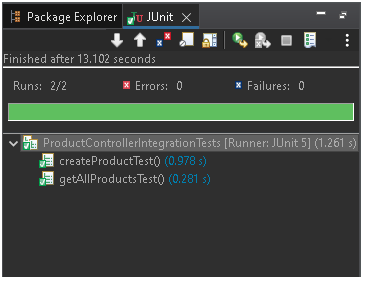 Package Explorer JUnit
Finished after 13.102 seconds
Runs: 2/2 Errors: 0 Failures: 0
ProductControllerIntegrationTests [Runner: JUnit 5] (1.261 s)
createProductTest() (0.978 s)
getAllProductsTest() (0.281 s)